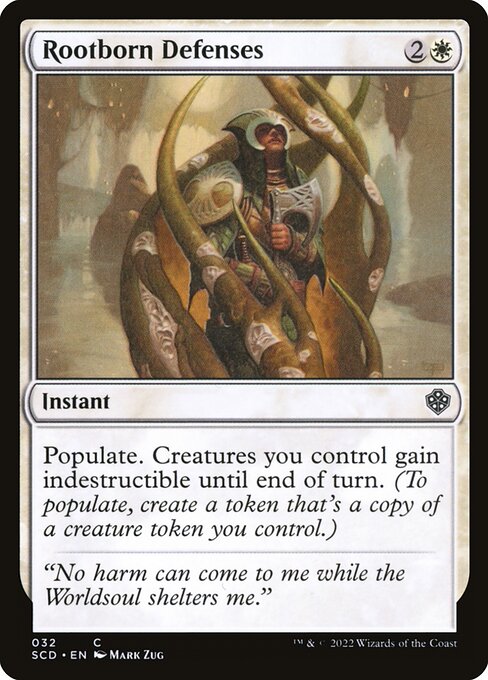 Rootborn Defenses 2
Instant
Populate. Creatures you control gain
indestructible until end of turn. (To
populate, create a token that's a copy of
a creature token you control.)
“No harm can come to me while the
Worldsoul shelters me.”
032 C
SCD • EN Mark Zug
™ & © 2022 Wizards of the Coast